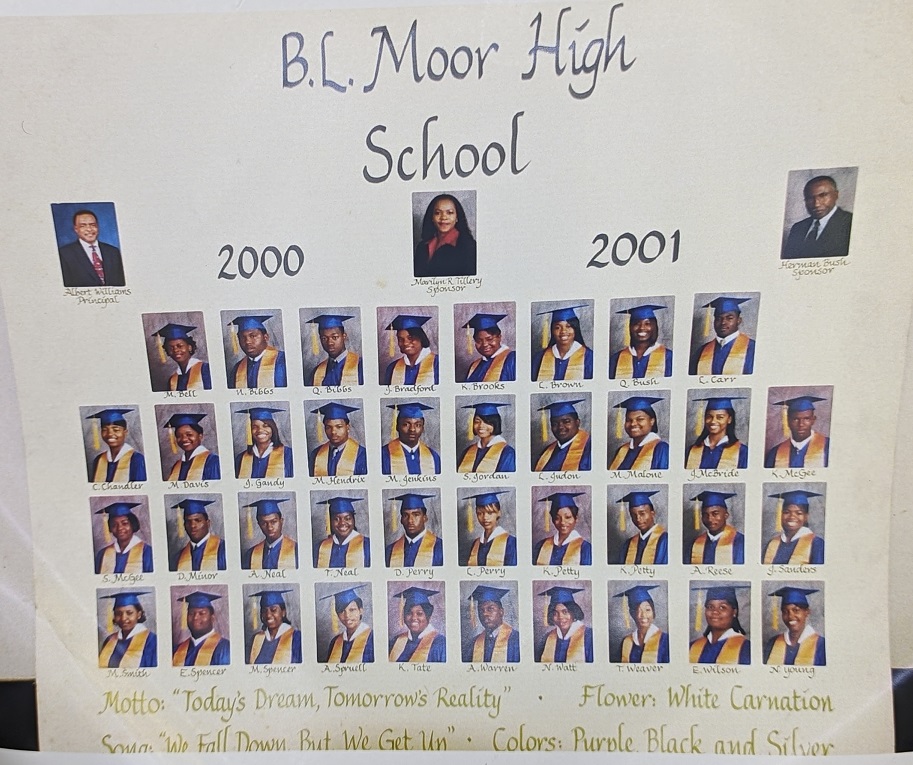 B.L. Moor High
School
2000
2001
Albert Williams
Principal
Marilyn R. Tillery
Sponsor
Herman Bush
Sponsor
M. Bell
Q. Bibbs
J. Bradford
K. Brooks
C. Brown
Q. Bush
C. Carr
C. Chandler
M. Davis
J. Gandy
M. Hendrix
M. Jenkins
S. Jordan
L. Judon
M. Malone
J. McBride
K. McGee
S. McGee
D. Minor
A. Neal
T. Neal
D. Perry
C. Perry
K. Petty
K. Petty
A. Reese
J. Sanders
M. Smith
E. Spencer
M. Spencer
A. Spruell
K. Tate
A. Warren
N. Watt
T. Weaver
E. Wilson
N. Young
Motto: "Today's Dream, Tomorrow's Reality" · Flower: White Carnation
Song: "We Fall Down, But We Get Up" · Colors: Purple, Black and Silver